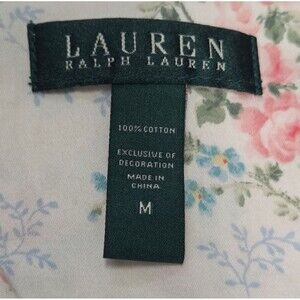 LAUREN
RALPH LAUREN
100% COTTON
EXCLUSIVE OF
DECORATION
MADE IN
CHINA
M